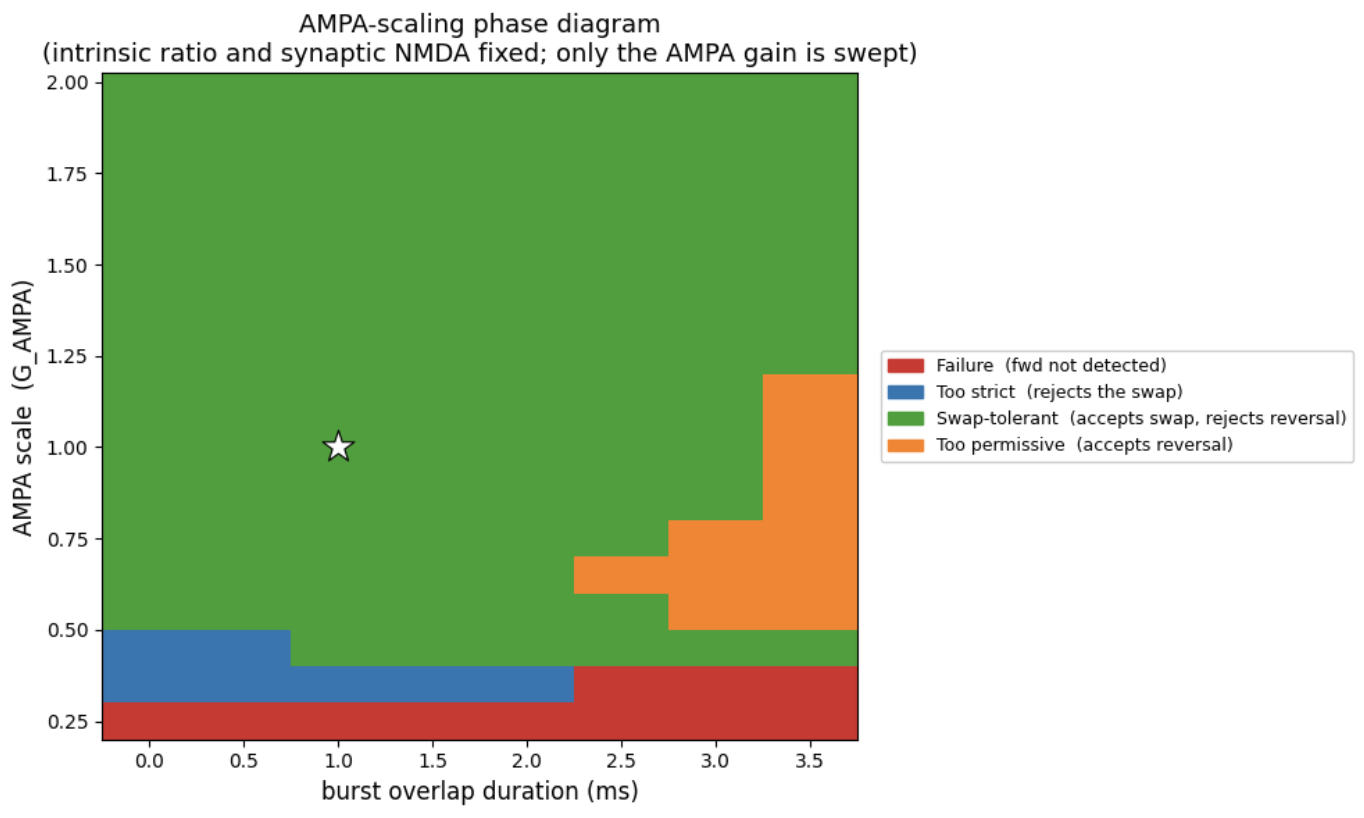 AMPA-scaling phase diagram
(intrinsic ratio and synaptic NMDA fixed; only the AMPA gain is swept)
AMPA scale (G_AMPA)
2.00
1.75
1.50
1.25
1.00
0.75
0.50
0.25
0.0 0.5 1.0 1.5 2.0 2.5 3.0 3.5
burst overlap duration (ms)
Failure (fwd not detected)
Too strict (rejects the swap)
Swap-tolerant (accepts swap, rejects reversal)
Too permissive (accepts reversal)